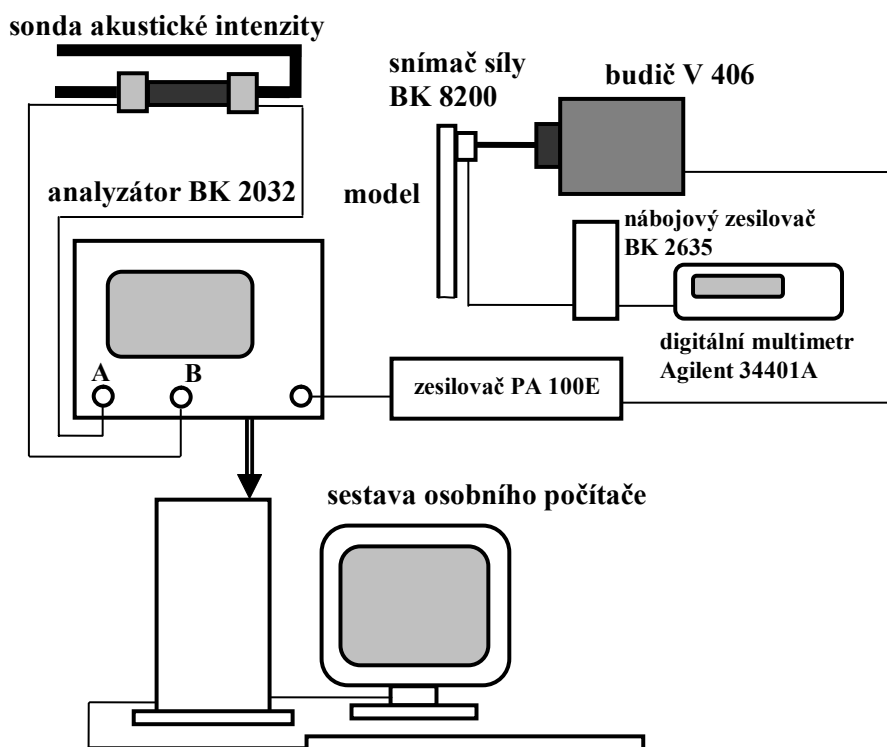 sonda akustické intenzity
snímač síly
BK 8200
budič V 406
analyzátor BK 2032
model
nábojový zesilovač
BK 2635
digitální multimetr
Agilent 34401A
A
B
zesilovač PA 100E
sestava osobního počítače